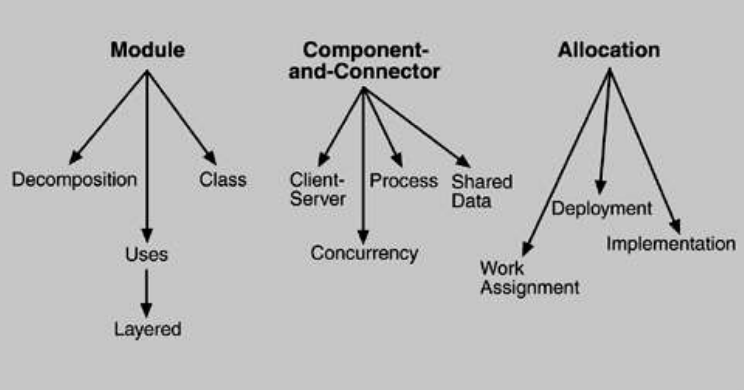 Module
Component-
and-Connector
Allocation
Decomposition
Class
Client-
Server
Process
Shared
Data
Deployment
Uses
Concurrency
Implementation
Work
Assignment
Layered